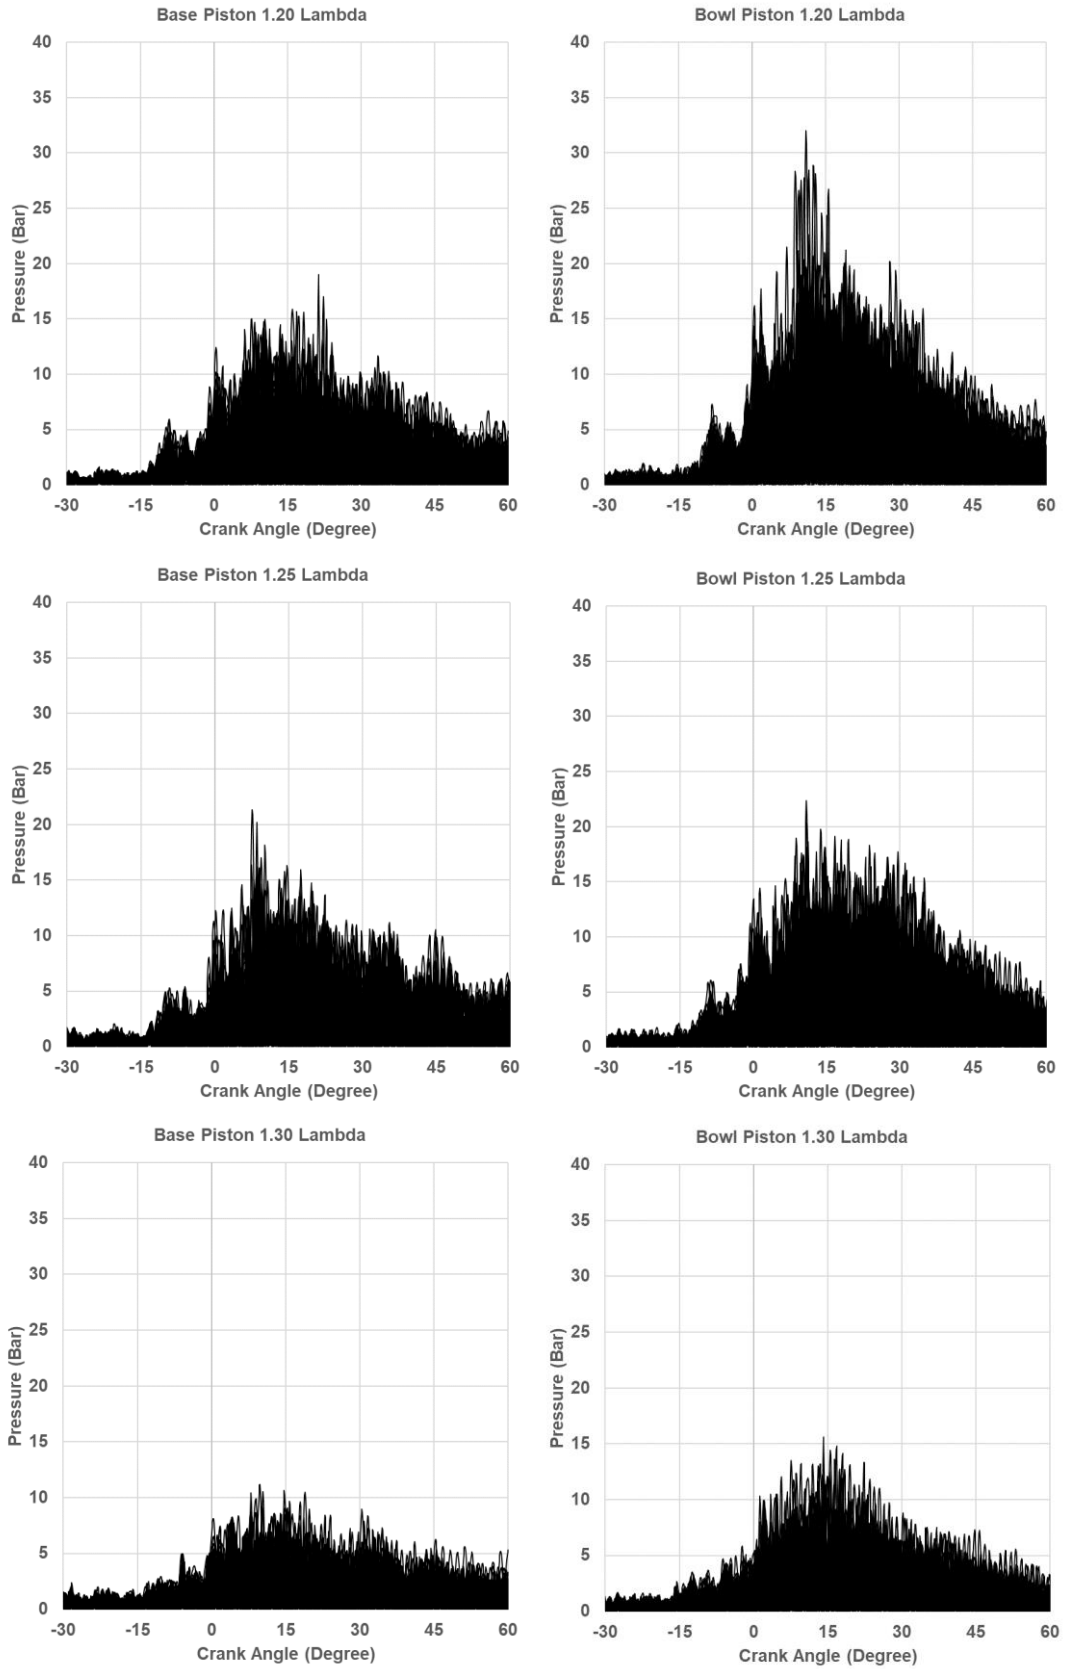 Base Piston 1.20 Lambda
40
35
30
25
20
15
10
5
0
Pressure (Bar)
-30 -15 0 15 30 45 60
Crank Angle (Degree)
Bowl Piston 1.20 Lambda
40
35
30
25
20
15
10
5
0
Pressure (Bar)
-30 -15 0 15 30 45 60
Crank Angle (Degree)
Base Piston 1.25 Lambda
40
35
30
25
20
15
10
5
0
Pressure (Bar)
-30 -15 0 15 30 45 60
Crank Angle (Degree)
Bowl Piston 1.25 Lambda
40
35
30
25
20
15
10
5
0
Pressure (Bar)
-30 -15 0 15 30 45 60
Crank Angle (Degree)
Base Piston 1.30 Lambda
40
35
30
25
20
15
10
5
0
Pressure (Bar)
-30 -15 0 15 30 45 60
Crank Angle (Degree)
Bowl Piston 1.30 Lambda
40
35
30
25
20
15
10
5
0
Pressure (Bar)
-30 -15 0 15 30 45 60
Crank Angle (Degree)